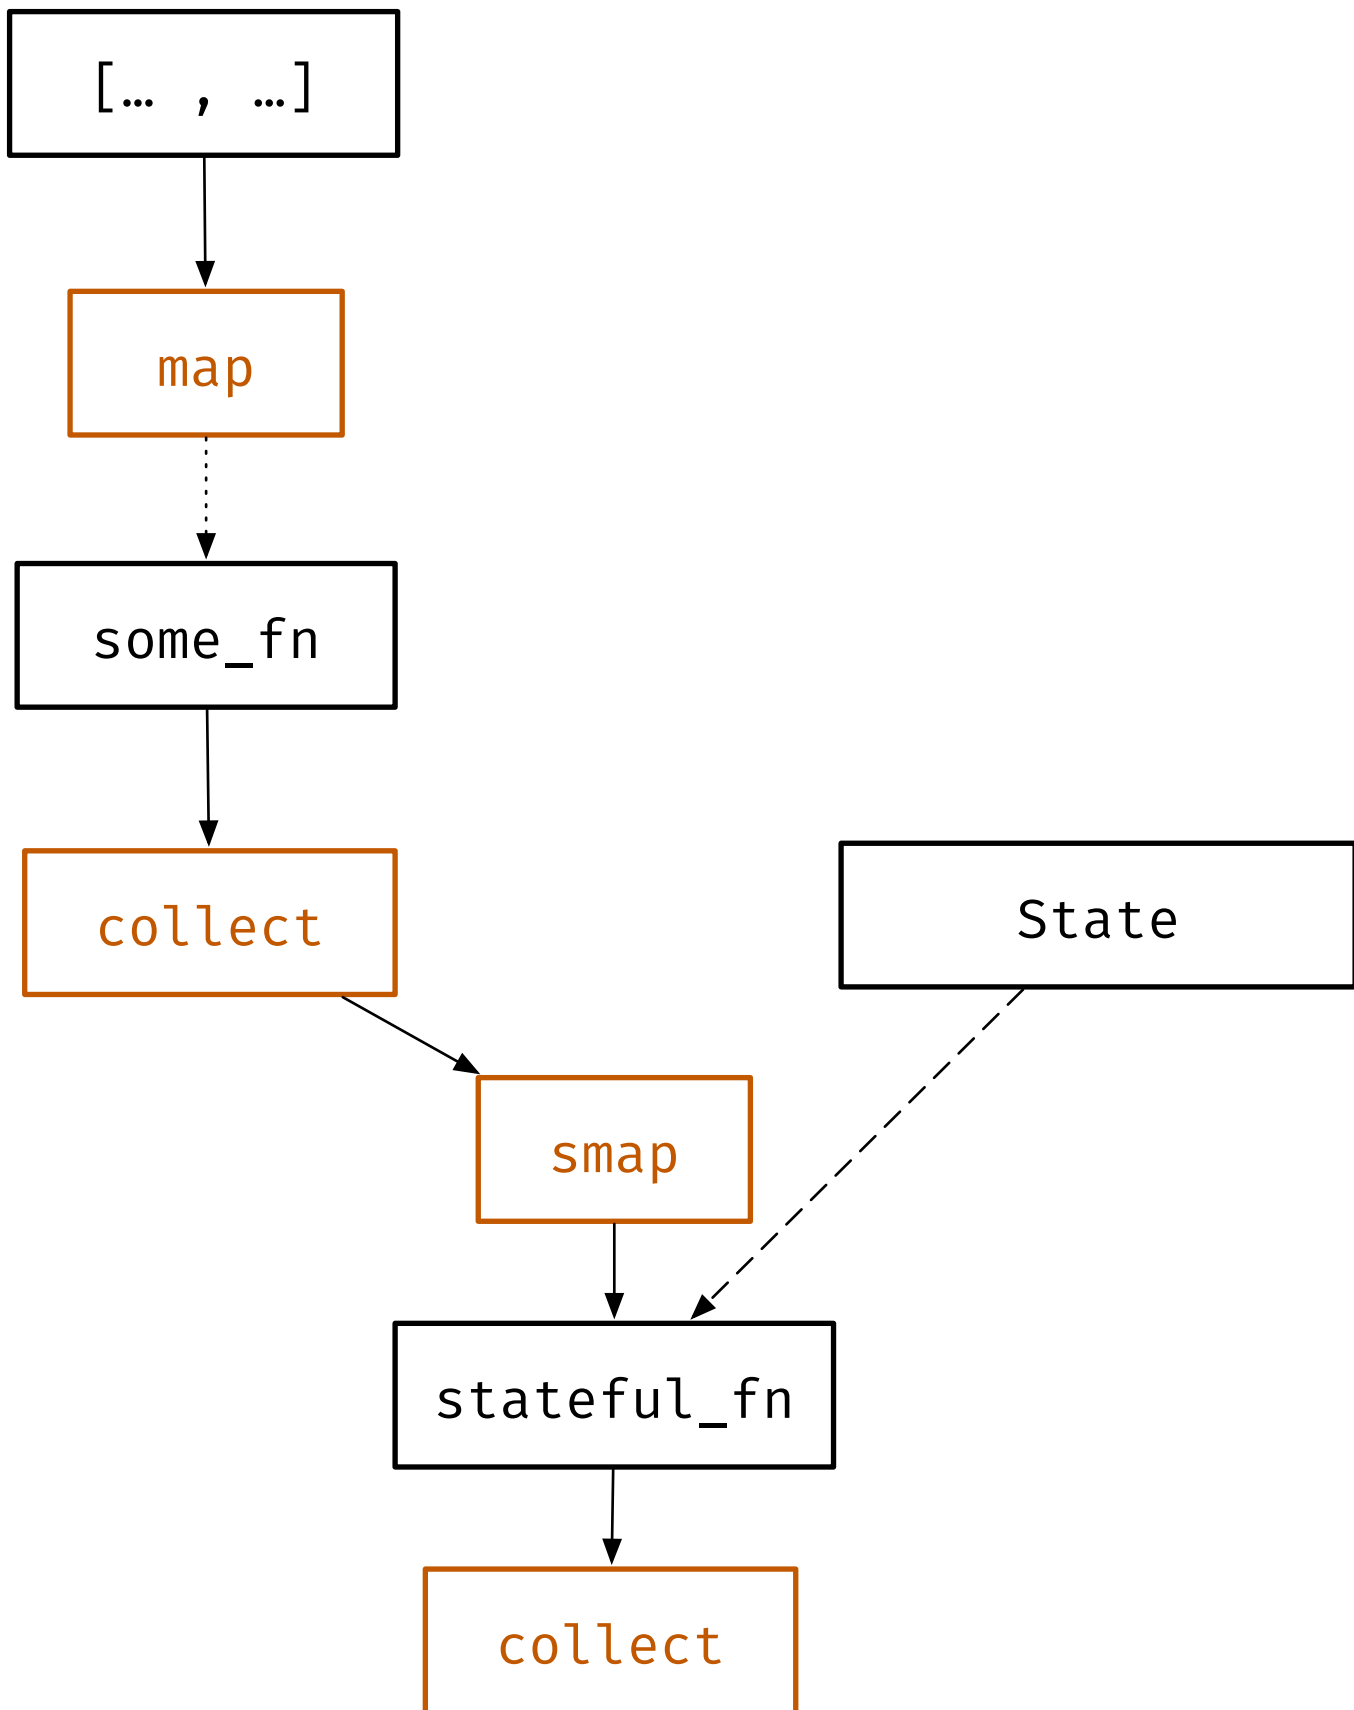 [… , …]
map
some_fn
collect
State
smap
stateful_fn
collect